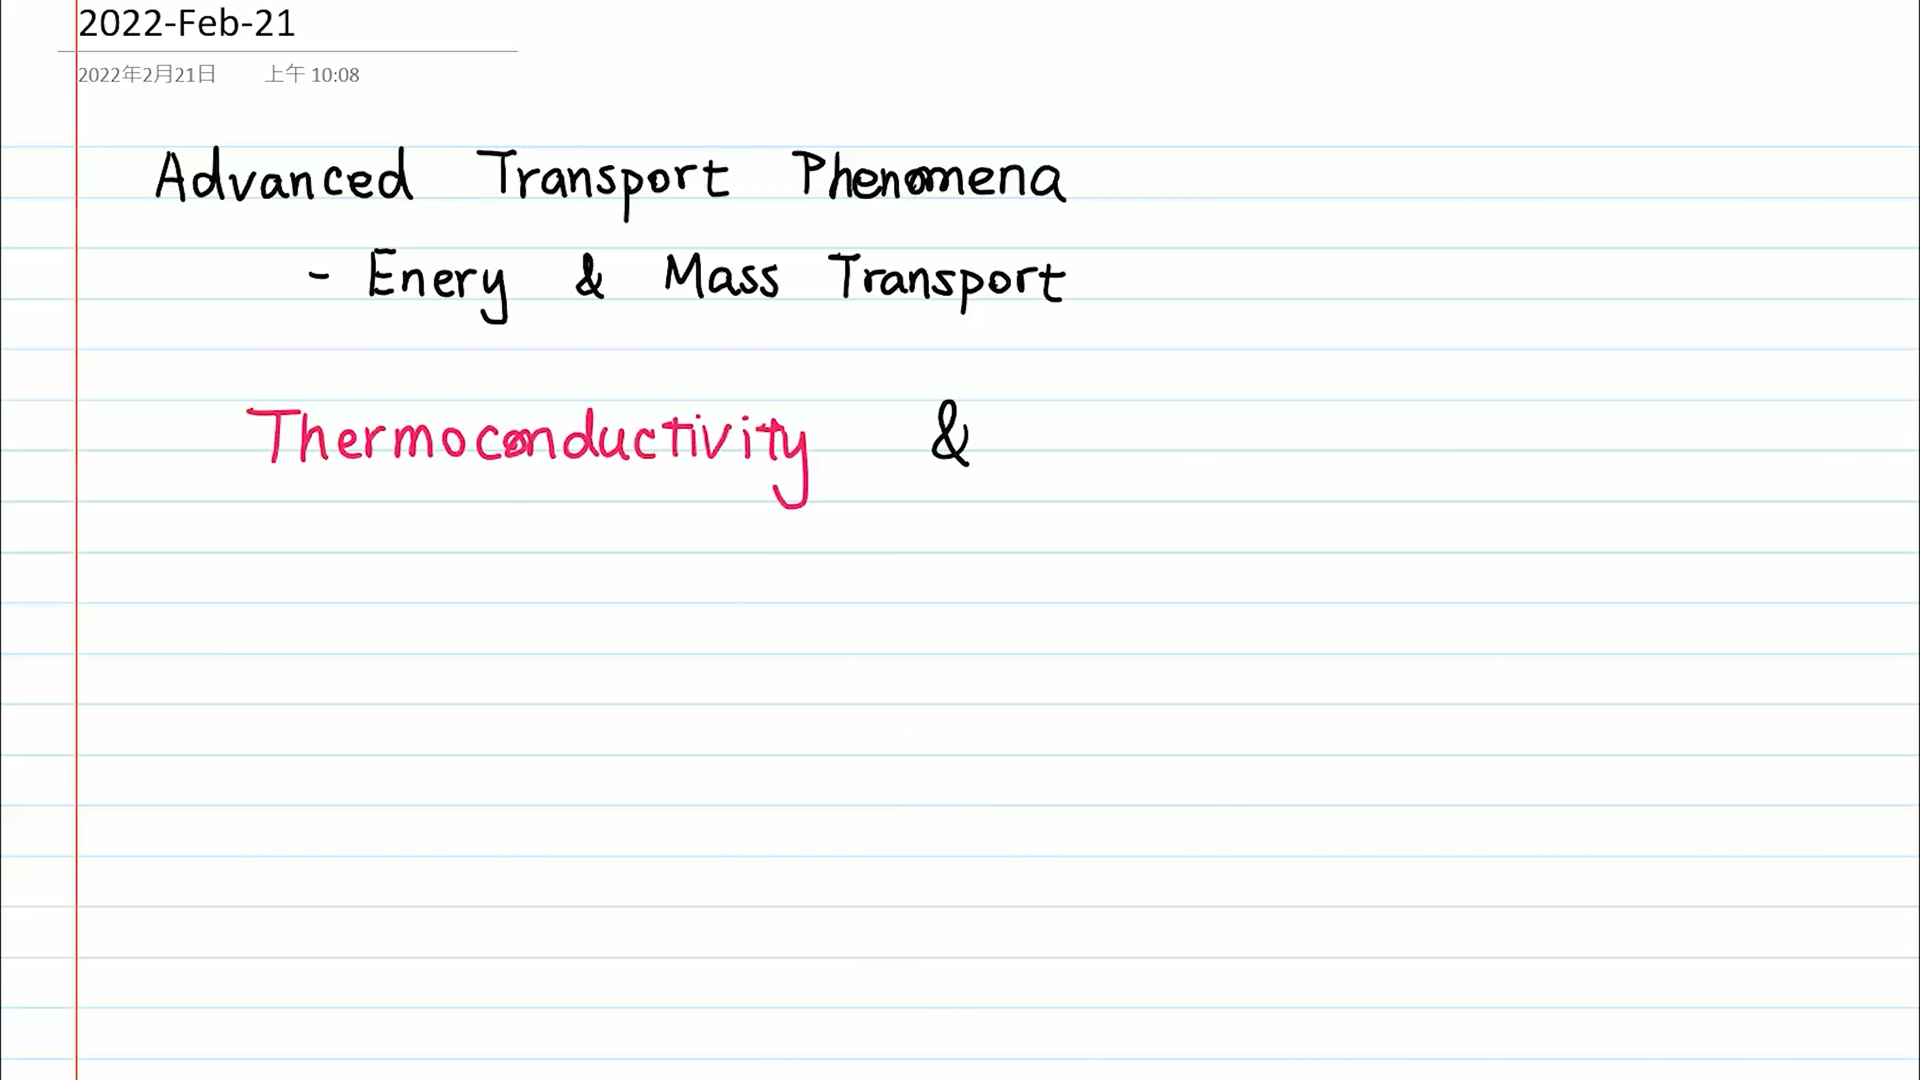 2022-Feb-21
2022年2月21日 上午 10:08
Advanced Transport Phenomena
- Enery & Mass Transport
Thermoconductivity &